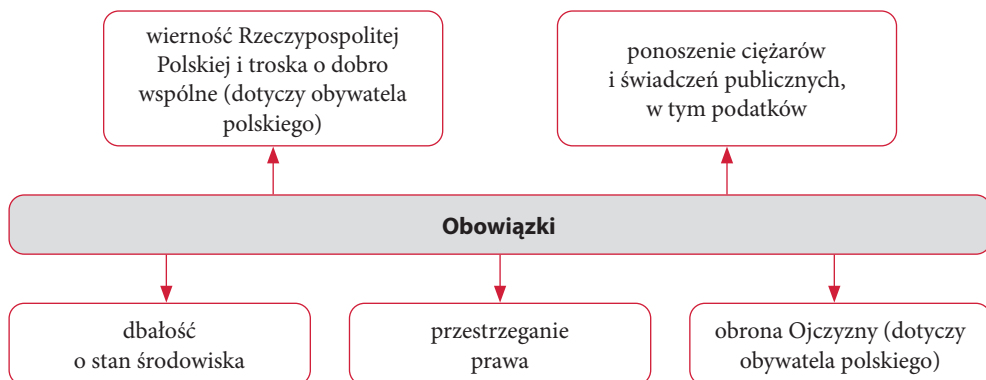 wierność Rzeczypospolitej
Polskiej i troska o dobro
wspólne (dotyczy obywatela
polskiego)
ponoszenie ciężarów
i świadczeń publicznych,
w tym podatków
Obowiązki
dbałość
o stan środowiska
przestrzeganie
prawa
obrona Ojczyzny (dotyczy
obywatela polskiego)